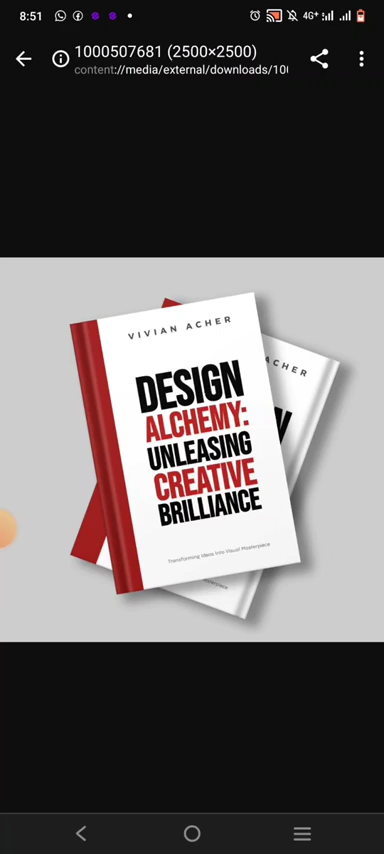 8:51
4G+
1000507681 (2500×2500)
content://media/external/downloads/10
VIVIAN ACHER
DESIGN
ALCHEMY:
UNLEASING
CREATIVE
BRILLIANCE
Transforming Ideas Into Visual Masterpiece
ACHER
N